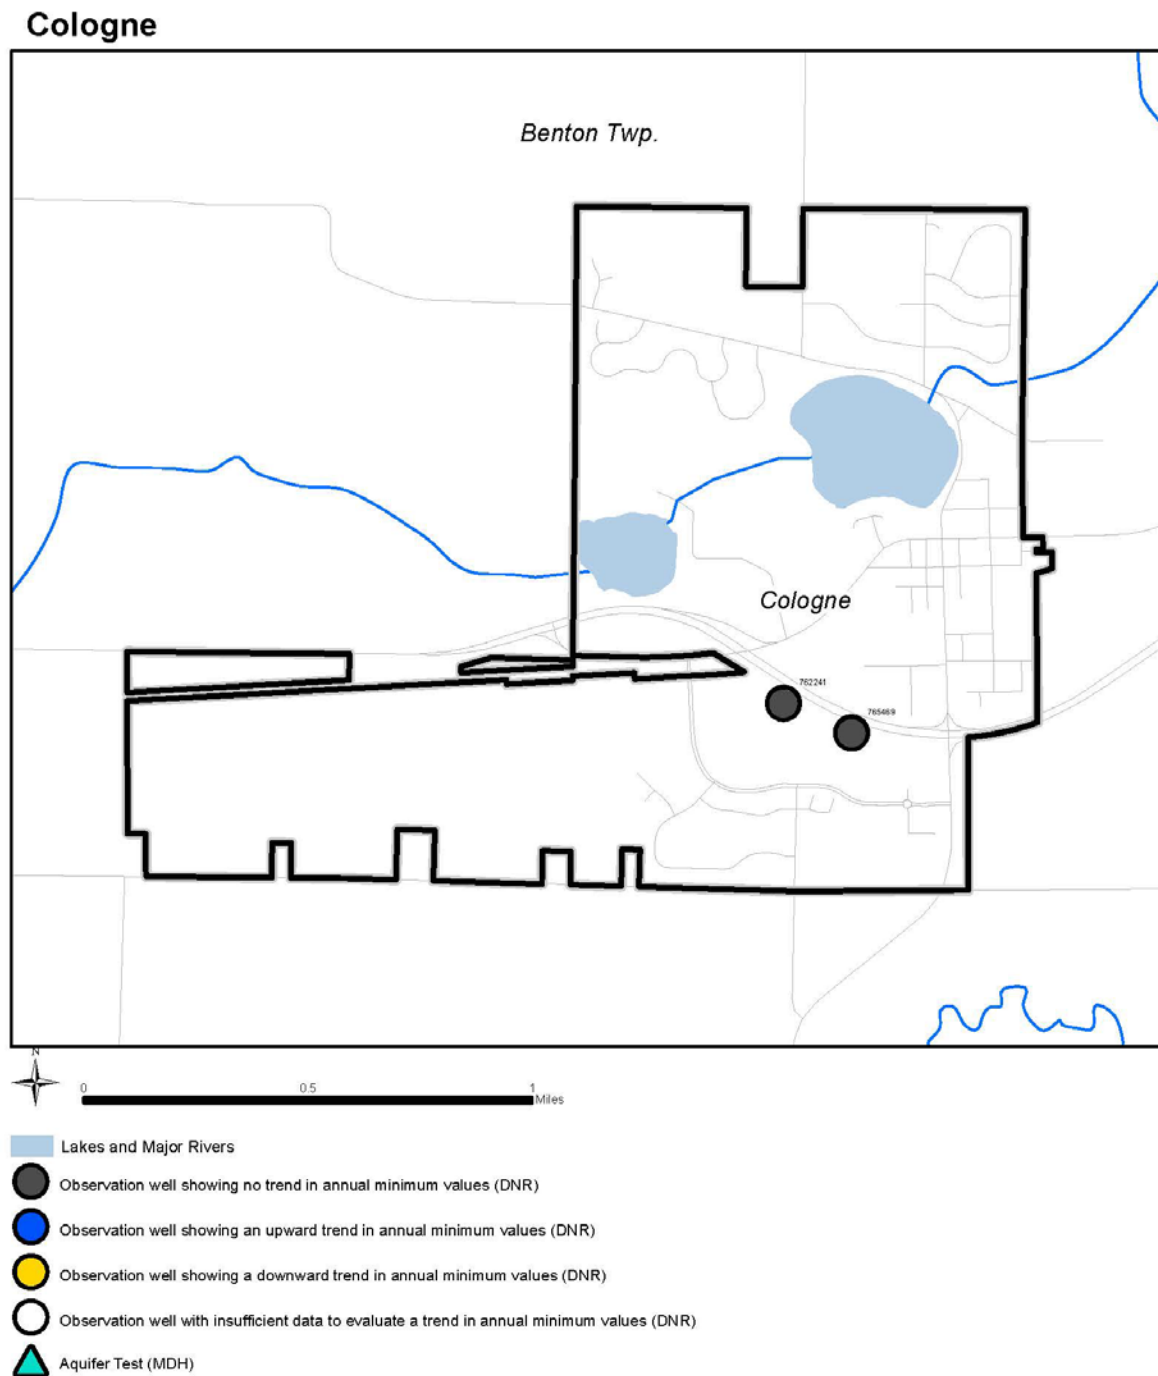 Cologne
Benton Twp.
Cologne
762241
765469
N
0 0.5 1
Miles
Lakes and Major Rivers
Observation well showing no trend in annual minimum values (DNR)
Observation well showing an upward trend in annual minimum values (DNR)
Observation well showing a downward trend in annual minimum values (DNR)
Observation well with insufficient data to evaluate a trend in annual minimum values (DNR)
Aquifer Test (MDH)